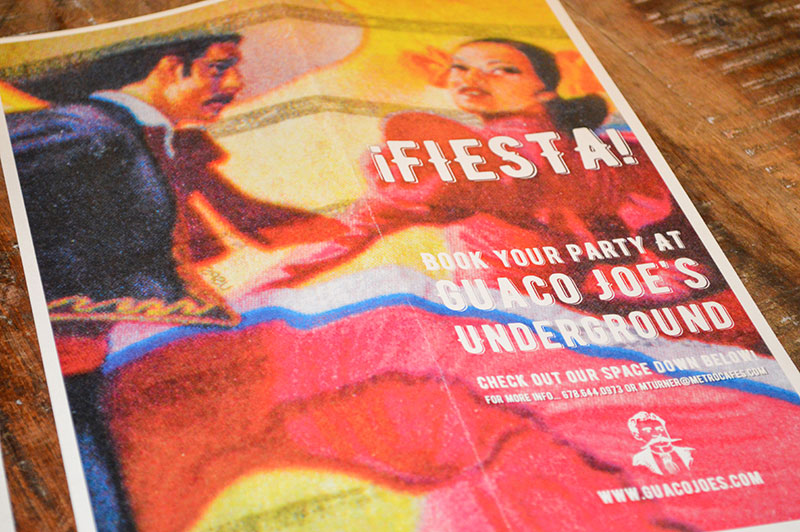 ¡FIESTA!
BOOK YOUR PARTY AT
GUACO JOE'S
UNDERGROUND
CHECK OUT OUR SPACE DOWN BELOW!
FOR MORE INFO... 678.644.0973 OR MTURNER@METROCAFES.COM
WWW.GUACOJOES.COM